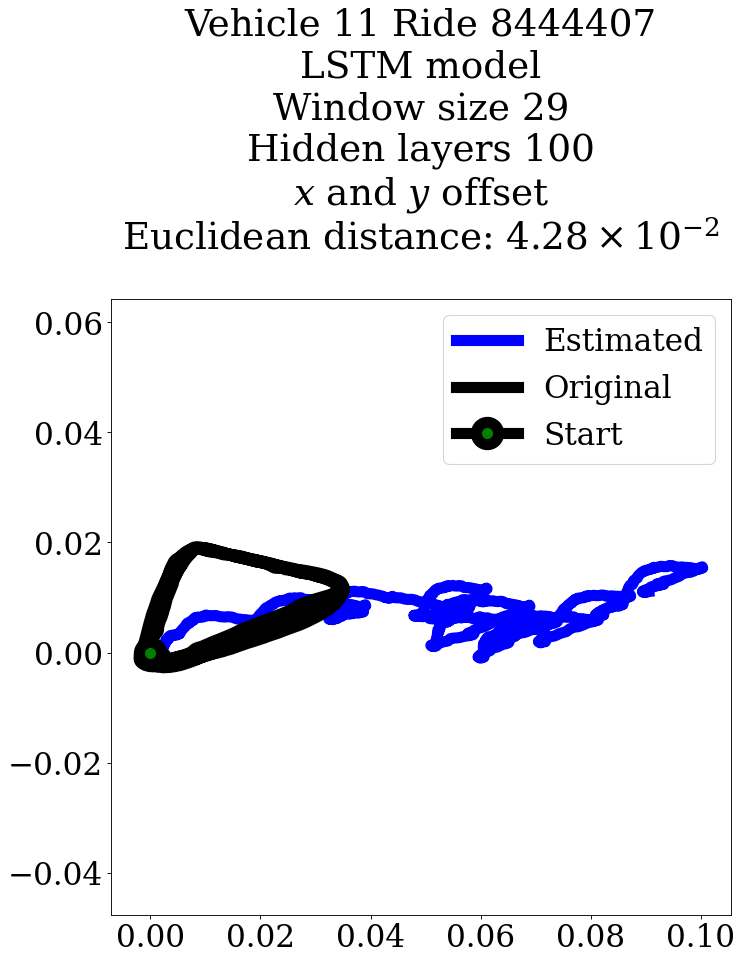 Vehicle 11 Ride 8444407
LSTM model
Window size 29
Hidden layers 100
x and y offset
Euclidean distance: 4.28 × 10⁻²
0.06
0.04
0.02
0.00
−0.02
−0.04
Estimated
Original
Start
0.00 0.02 0.04 0.06 0.08 0.10